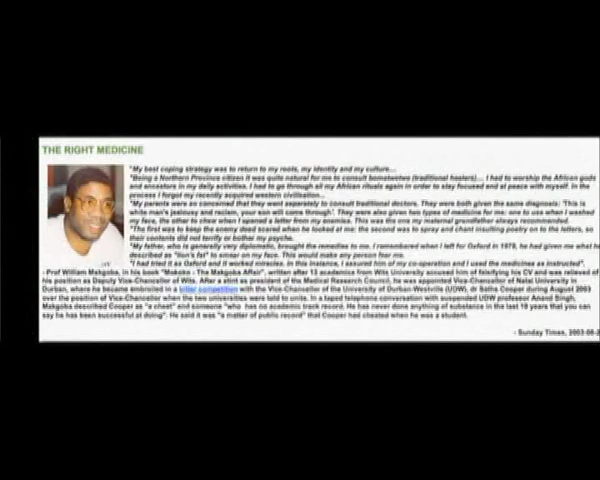 THE RIGHT MEDICINE
"My best coping strategy was to return to my roots, my identity and my culture...
"Being a Northern Province citizen it was quite natural for me to consult (traditional healers)... I had to worship the African gods
and ancestors in my daily activities. I had to go through all my African rituals again in order to stay focused and at peace with myself. In the
process I forgot my recently acquired western civilisation...
"My parents were so concerned that they went separately to consult traditional doctors. They were both given the same diagnosis: 'This is
white man's jealousy and racism, your son will come through'. They were also given two types of medicine for me: one to use when I washed
my face, the other to chew when I opened a letter from my enemies. This was the one my maternal grandfather always recommended.
"The first was to keep the enemy dead scared when he looked at me: the second was to spray and chant insulting poetry on to the letters, so
their contents did not terrify or bother my psyche.
"My father, who is generally very diplomatic, brought the remedies to me. I remembered when I left for Oxford in 1979, he had given me what he
described as "lion's fat" to smear on my face. This would make any person fear me.
"I had tried it at Oxford and it worked miracles. In this instance, I assured him of my co-operation and I used the medicines as instructed".
- Prof William Makgoba, in his book "Mokoko - The Makgoba Affair", written after 13 academics from Wits University accused him of falsifying his CV and was relieved of
his position as Deputy Vice-Chancellor of Wits. After a stint as president of the Medical Research Council, he was appointed Vice-Chancellor of Natal University in
Durban, where he became embroiled in a bitter competition with the Vice-Chancellor of the University of Durban-Westville (UDW), dr Saths Cooper during August 2003
over the position of Vice-Chancellor when the two universities were told to unite. In a taped telephone conversation with suspended UDW professor Anand Singh,
Makgoba described Cooper as "a cheat" and someone "who has no academic track record. He has never done anything of substance in the last 10 years that you can
say he has been successful at doing". He said it was "a matter of public record" that Cooper had cheated when he was a student.
- Sunday Times, 2003-08-2